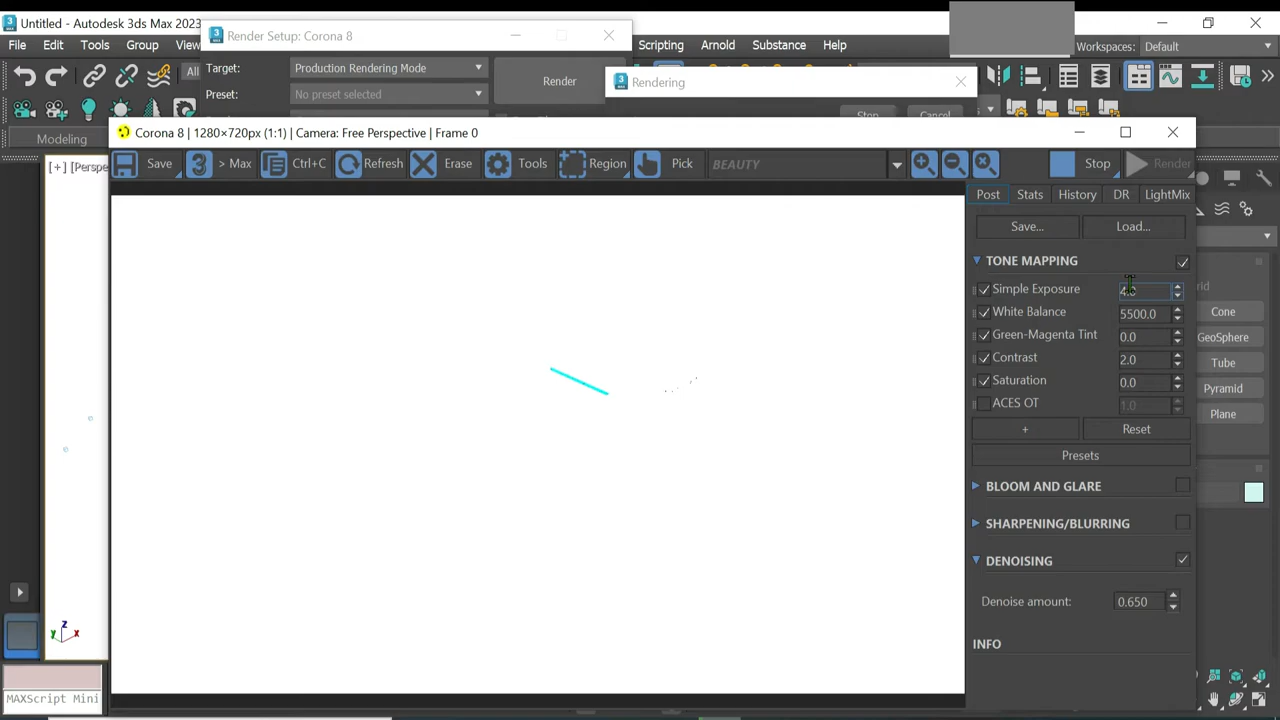 Untitled - Autodesk 3ds Max 2023
File Edit Tools Group View
Scripting Arnold Substance Help
Workspaces: Default
All
Modeling
Render Setup: Corona 8
Target: Production Rendering Mode
Preset: No preset selected
Render
Rendering
Stop Cancel
Corona 8 | 1280×720px (1:1) | Camera: Free Perspective | Frame 0
Save > Max Ctrl+C Refresh Erase Tools Region Pick BEAUTY Stop Render
Post Stats History DR LightMix
Save... Load...
TONE MAPPING
Simple Exposure 4.0
White Balance 5500.0
Green-Magenta Tint 0.0
Contrast 2.0
Saturation 0.0
ACES OT 1.0
+ Reset
Presets
BLOOM AND GLARE
SHARPENING/BLURRING
DENOISING
Denoise amount: 0.650
INFO
[+] [Perspe
Cone
GeoSphere
Tube
Pyramid
Plane
z
y x
MAXScript Mini